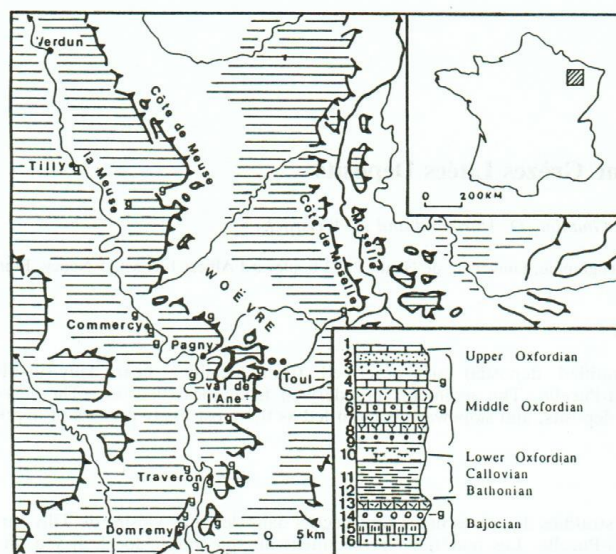 Verdun
Côte de Meuse
Tilly
g
la Meuse
g
g
Côte de Moselle
Moselle
0 200KM
WOËVRE
Commercy
g
g
Pagny
g
Toul
val de
l'Ane
g
g
g
Traveron
g
g
g
g
Domremy
g
0 5km
1
2
3
4 g
5
6 g
7
8
9
10
11
12
13
14 g
15
16
Upper Oxfordian
Middle Oxfordian
Lower Oxfordian
Callovian
Bathonian
Bajocian